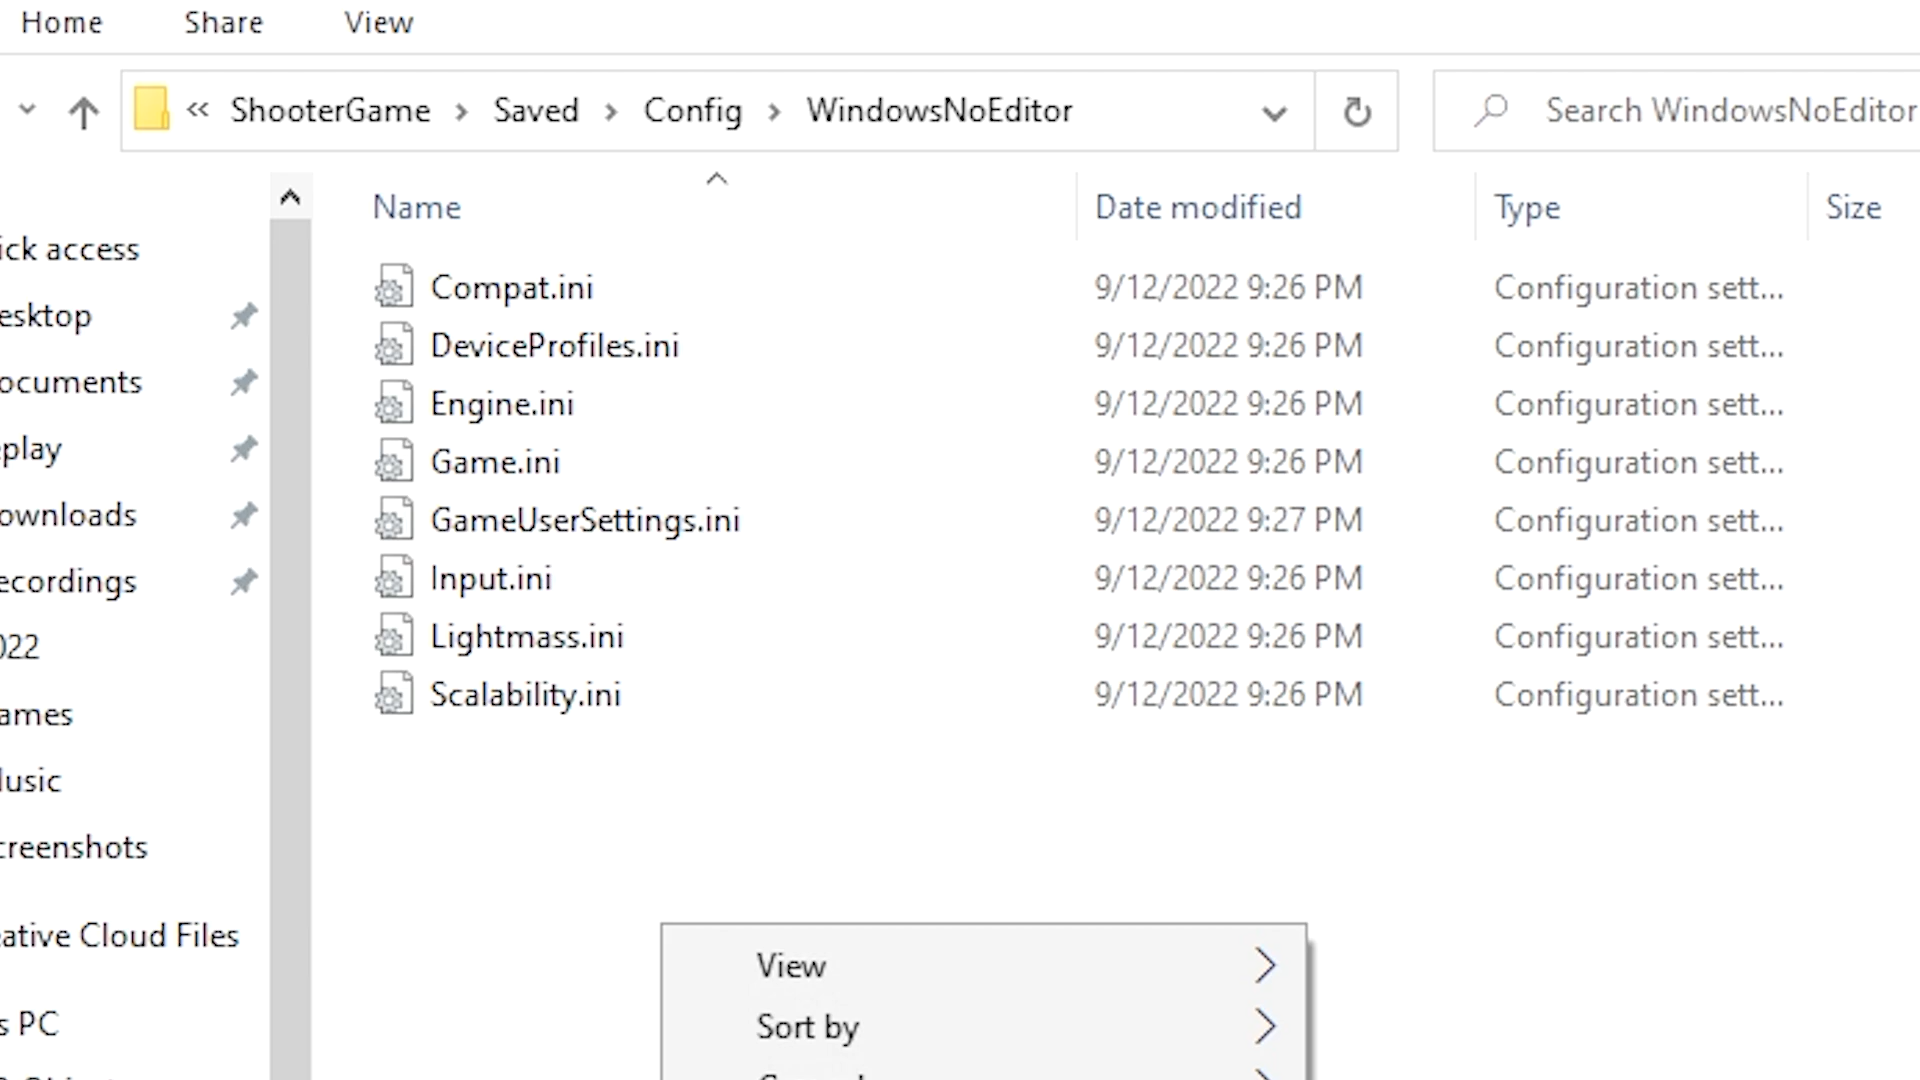 Home Share View
« ShooterGame > Saved > Config > WindowsNoEditor Search WindowsNoEditor
Name Date modified Type Size
ick access
esktop
ocuments
play
ownloads
ecordings
022
ames
usic
creenshots
ative Cloud Files
s PC
Compat.ini 9/12/2022 9:26 PM Configuration sett...
DeviceProfiles.ini 9/12/2022 9:26 PM Configuration sett...
Engine.ini 9/12/2022 9:26 PM Configuration sett...
Game.ini 9/12/2022 9:26 PM Configuration sett...
GameUserSettings.ini 9/12/2022 9:27 PM Configuration sett...
Input.ini 9/12/2022 9:26 PM Configuration sett...
Lightmass.ini 9/12/2022 9:26 PM Configuration sett...
Scalability.ini 9/12/2022 9:26 PM Configuration sett...
View
Sort by